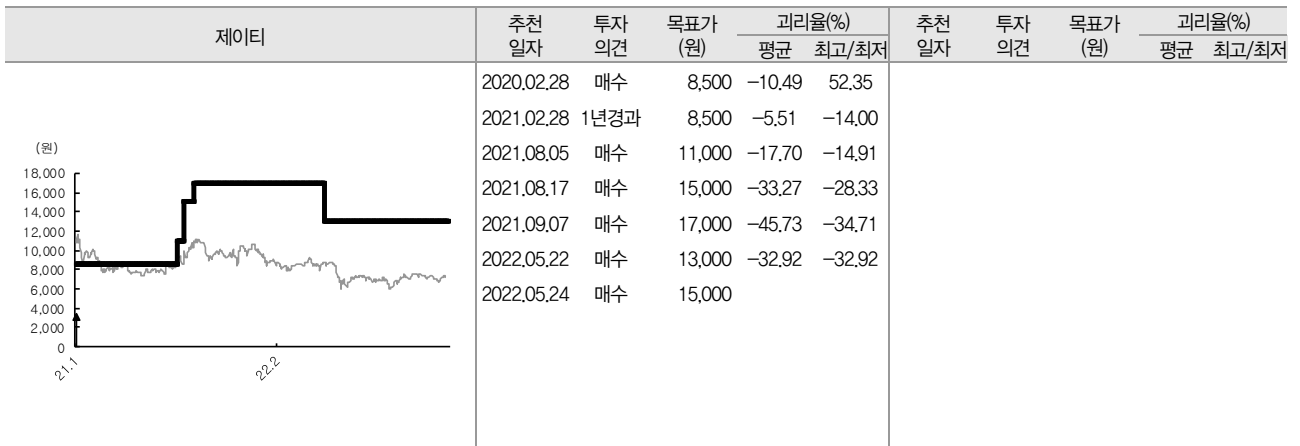 제이티
추천 일자 투자 의견 목표가 (원) 괴리율(%) 평균 최고/최저 추천 일자 투자 의견 목표가 (원) 괴리율(%) 평균 최고/최저
2020.02.28 매수 8,500 −10.49 52.35
2021.02.28 1년경과 8,500 −5.51 −14.00
2021.08.05 매수 11,000 −17.70 −14.91
2021.08.17 매수 15,000 −33.27 −28.33
2021.09.07 매수 17,000 −45.73 −34.71
2022.05.22 매수 13,000 −32.92 −32.92
2022.05.24 매수 15,000
(원)
18,000
16,000
14,000
12,000
10,000
8,000
6,000
4,000
2,000
0
21.1 22.2